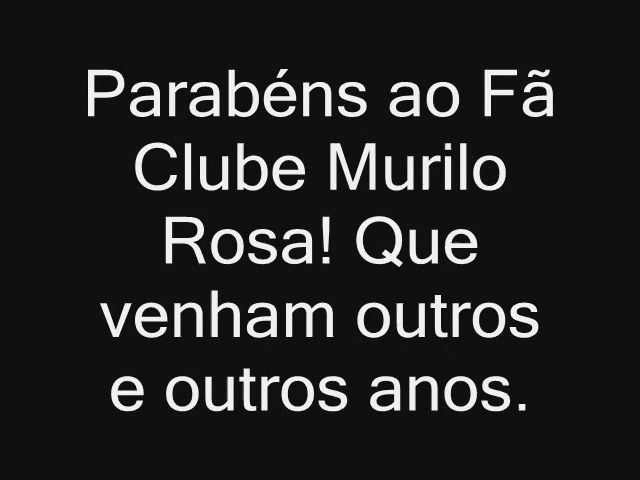 Parabéns ao Fã
Clube Murilo
Rosa! Que
venham outros
e outros anos.